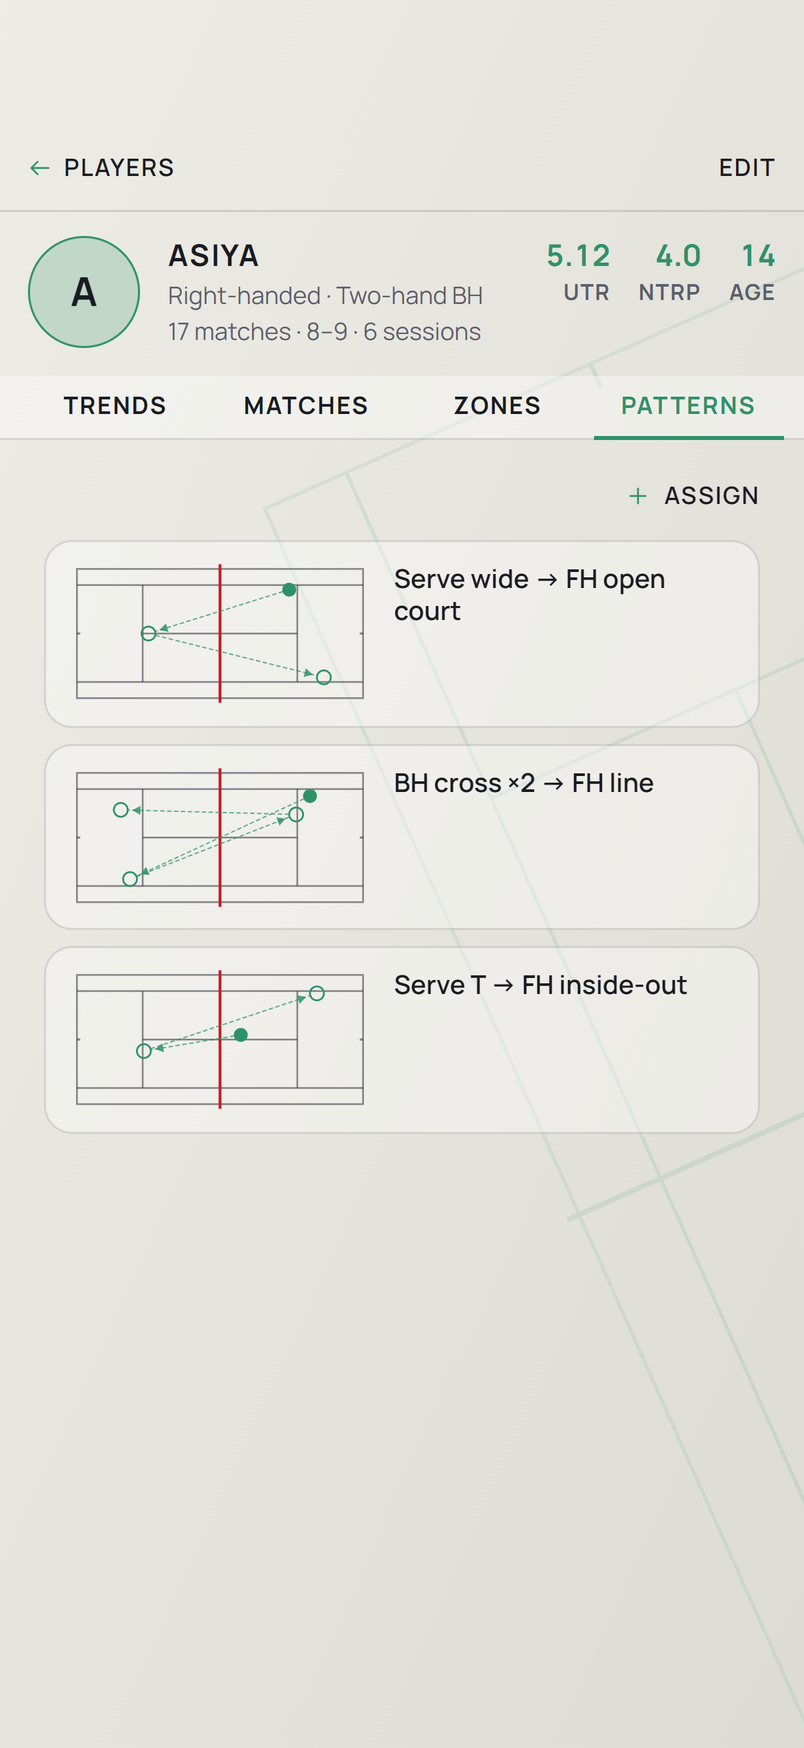 ← PLAYERS
EDIT
A
ASIYA
Right-handed · Two-hand BH
17 matches · 8–9 · 6 sessions
5.12
UTR
4.0
NTRP
14
AGE
TRENDS
MATCHES
ZONES
PATTERNS
+ ASSIGN
Serve wide → FH open
court
BH cross ×2 → FH line
Serve T → FH inside-out